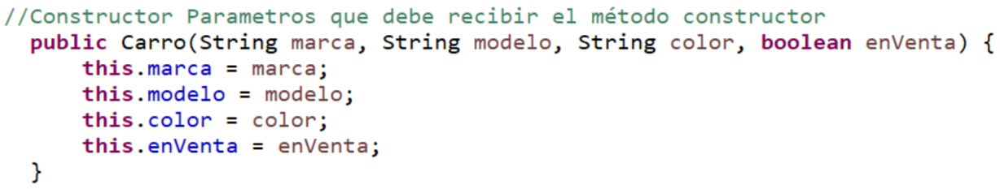 //Constructor Parametros que debe recibir el método constructor
public Carro(String marca, String modelo, String color, boolean enVenta) {
this.marca = marca;
this.modelo = modelo;
this.color = color;
this.enVenta = enVenta;
}